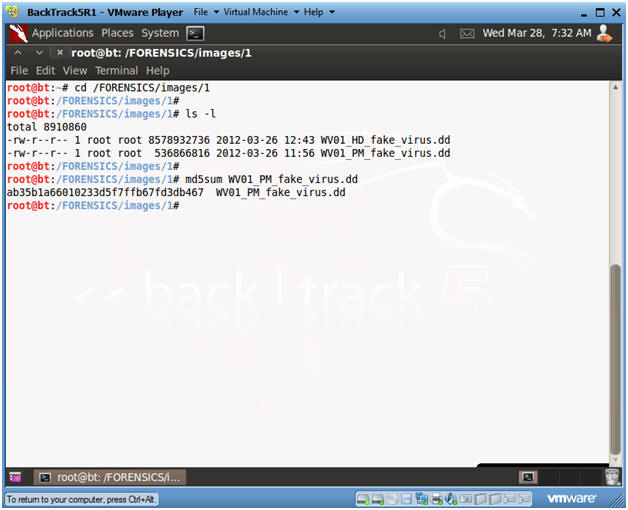 BackTrack5R1 - VMware Player File Virtual Machine Help
Applications Places System Wed Mar 28, 7:32 AM
root@bt: /FORENSICS/images/1
File Edit View Terminal Help
root@bt:~# cd /FORENSICS/images/1
root@bt:/FORENSICS/images/1#
root@bt:/FORENSICS/images/1# ls -l
total 8910860
-rw-r--r-- 1 root root 8578932736 2012-03-26 12:43 WV01_HD_fake_virus.dd
-rw-r--r-- 1 root root  536866816 2012-03-26 11:56 WV01_PM_fake_virus.dd
root@bt:/FORENSICS/images/1#
root@bt:/FORENSICS/images/1# md5sum WV01_PM_fake_virus.dd
ab35b1a66010233d5f7ffb67fd3db467  WV01_PM_fake_virus.dd
root@bt:/FORENSICS/images/1#
<< back | track 5
root@bt: /FORENSICS/i...
To return to your computer, press Ctrl+Alt. vmware